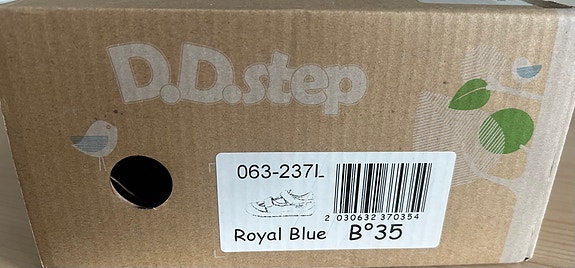 D.D.step
063-237L
2 030632 370354
Royal Blue B°35